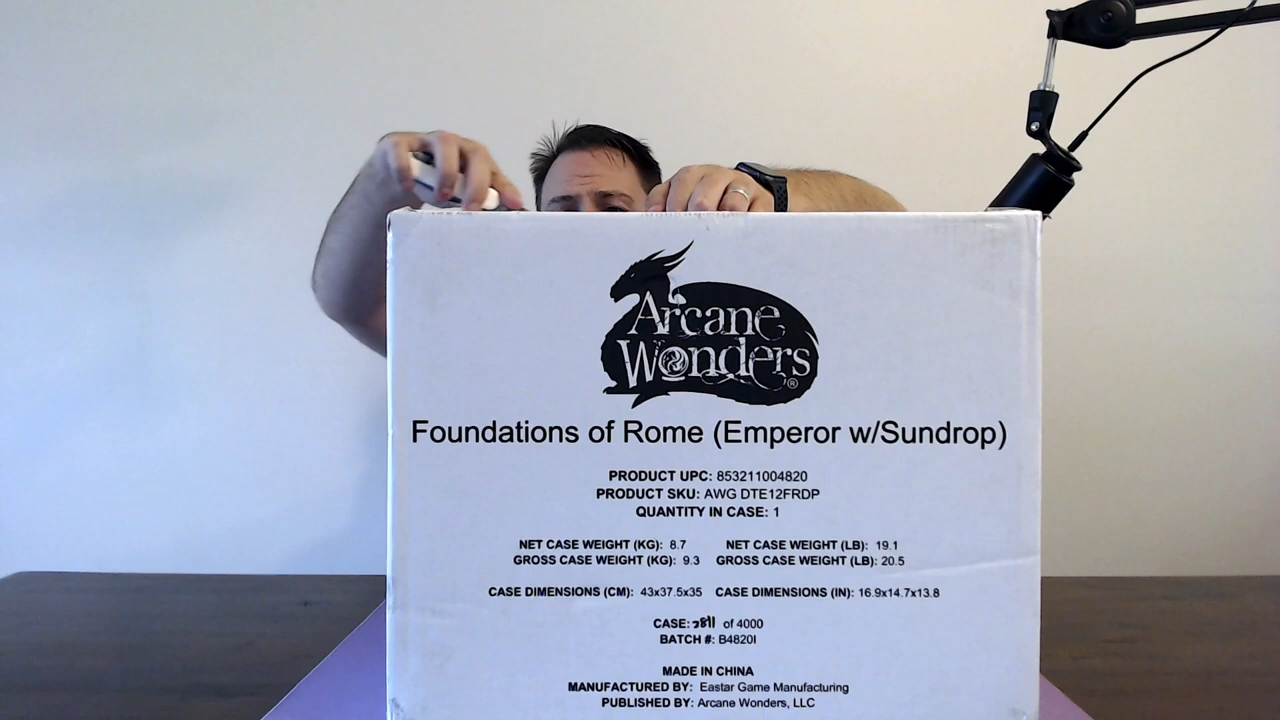 Arcane
Wonders®
Foundations of Rome (Emperor w/Sundrop)
PRODUCT UPC: 853211004820
PRODUCT SKU: AWG DTE12FRDP
QUANTITY IN CASE: 1
NET CASE WEIGHT (KG): 8.7 NET CASE WEIGHT (LB): 19.1
GROSS CASE WEIGHT (KG): 9.3 GROSS CASE WEIGHT (LB): 20.5
CASE DIMENSIONS (CM): 43x37.5x35 CASE DIMENSIONS (IN): 16.9x14.7x13.8
CASE: of 4000
BATCH #: B4820I
MADE IN CHINA
MANUFACTURED BY: Eastar Game Manufacturing
PUBLISHED BY: Arcane Wonders, LLC